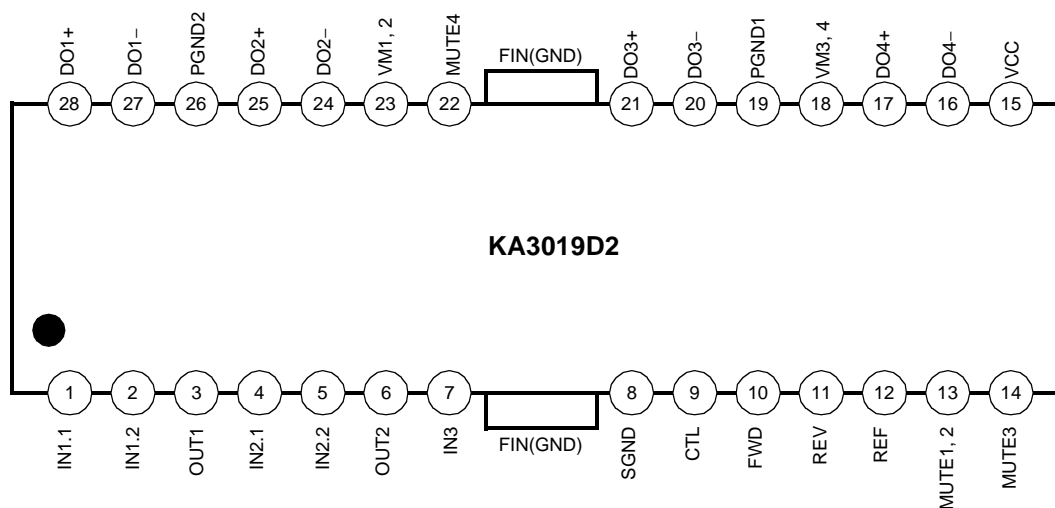 DO1+
DO1−
PGND2
DO2+
DO2−
VM1, 2
MUTE4
FIN(GND)
DO3+
DO3−
PGND1
VM3, 4
DO4+
DO4−
VCC
28
27
26
25
24
23
22
21
20
19
18
17
16
15
KA3019D2
1
2
3
4
5
6
7
8
9
10
11
12
13
14
IN1.1
IN1.2
OUT1
IN2.1
IN2.2
OUT2
IN3
FIN(GND)
SGND
CTL
FWD
REV
REF
MUTE1, 2
MUTE3